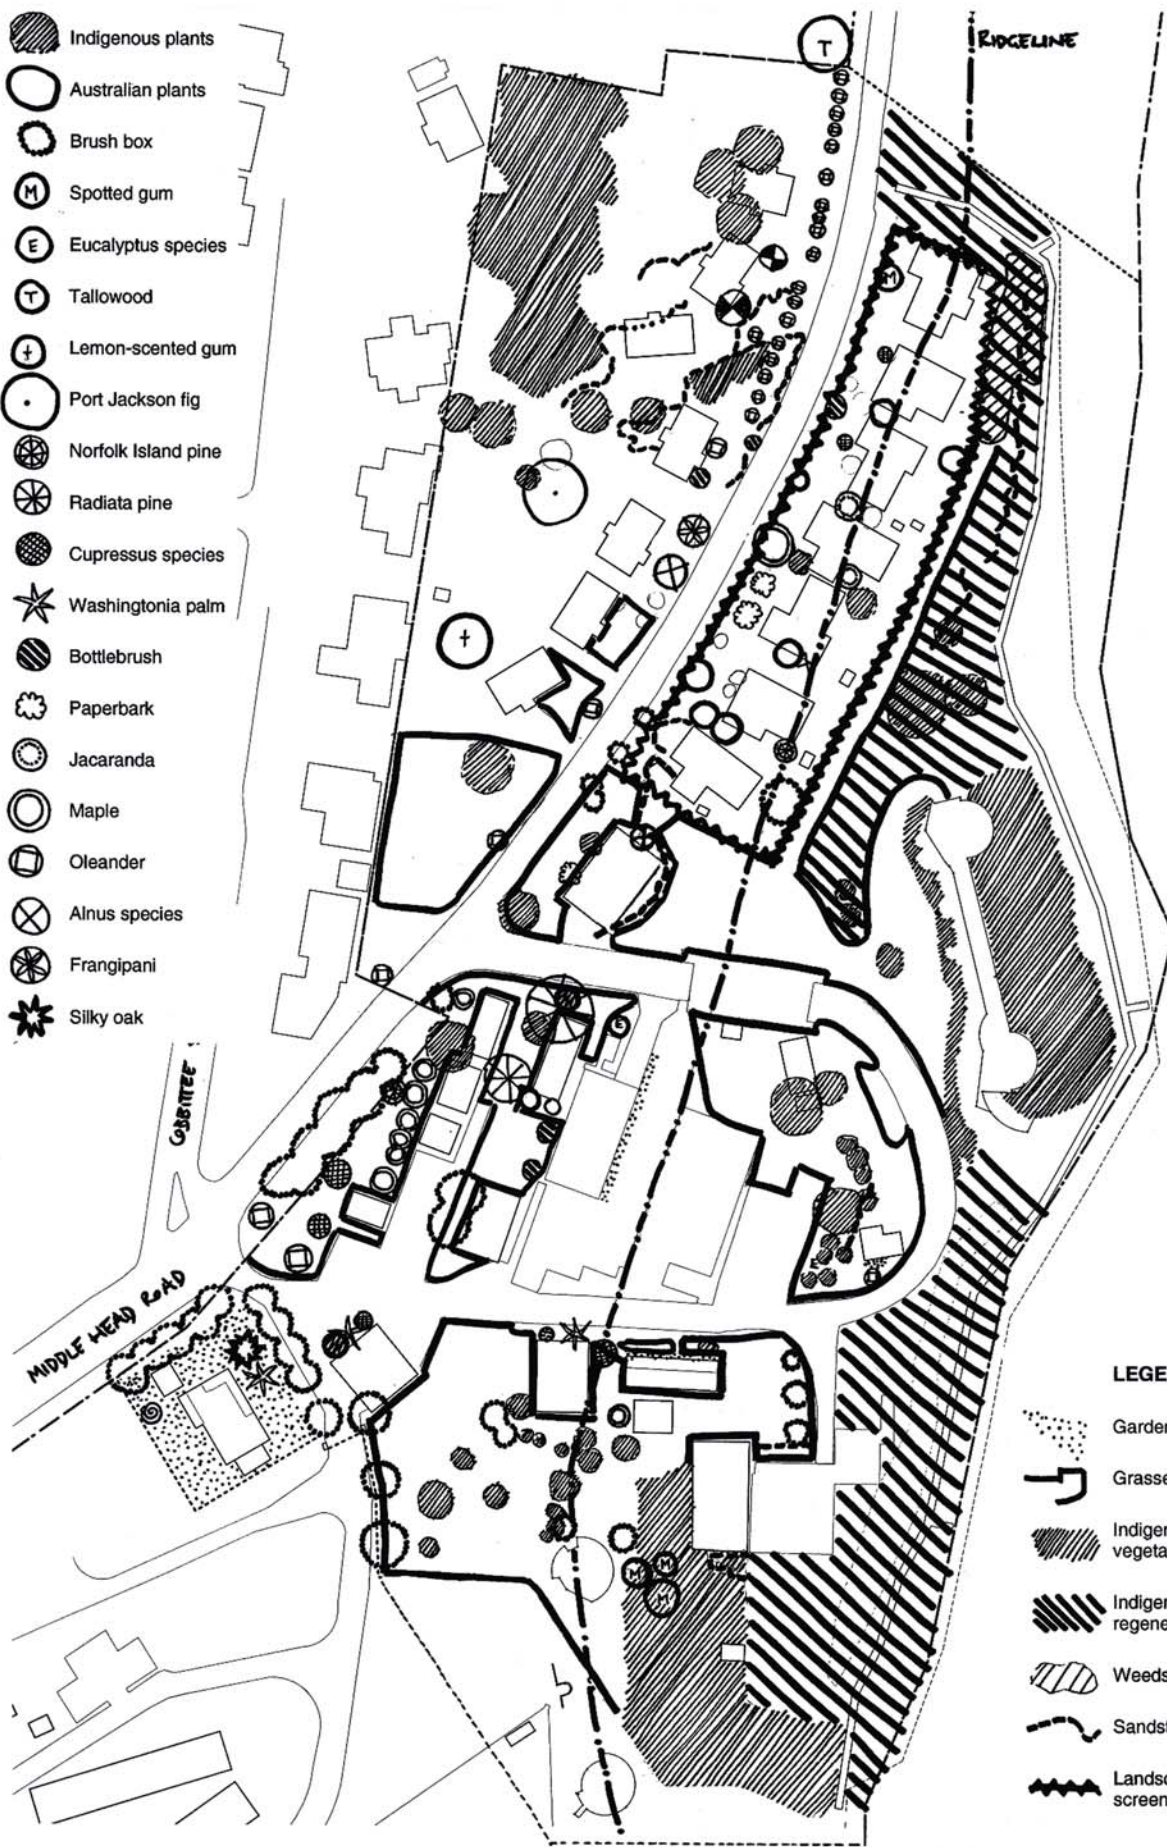 Indigenous plants
Australian plants
Brush box
M Spotted gum
E Eucalyptus species
T Tallowood
Lemon-scented gum
Port Jackson fig
Norfolk Island pine
Radiata pine
Cupressus species
Washingtonia palm
Bottlebrush
Paperbark
Jacaranda
Maple
Oleander
Alnus species
Frangipani
Silky oak
T
RIDGELINE
M
COBBITTEE
MIDDLE HEAD ROAD
E
M
M
M
LEGE
Garden
Grasse
Indiger
vegeta
Indiger
regene
Weeds
Sandst
Landsc
screen